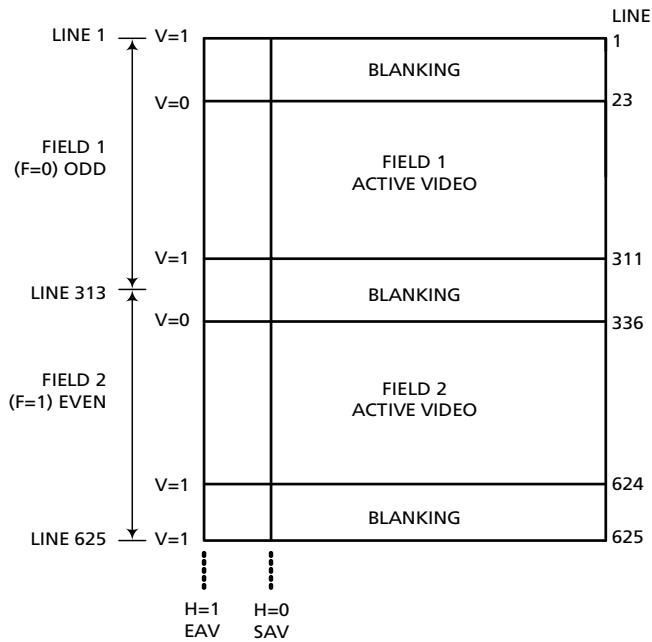 LINE
LINE 1 V=1 1
BLANKING
V=0 23
FIELD 1
(F=0) ODD
FIELD 1
ACTIVE VIDEO
V=1 311
LINE 313 BLANKING
V=0 336
FIELD 2
(F=1) EVEN
FIELD 2
ACTIVE VIDEO
V=1 624
BLANKING
LINE 625 V=1 625
H=1 H=0
EAV SAV